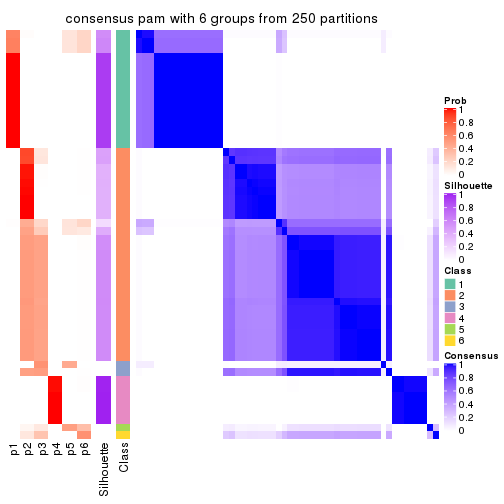 consensus pam with 6 groups from 250 partitions
Prob
1
0.8
0.6
0.4
0.2
0
Silhouette
1
0.8
0.6
0.4
0.2
0
Class
1
2
3
4
5
6
Consensus
1
0.8
0.6
0.4
0.2
0
p1
p2
p3
p4
p5
p6
Silhouette
Class